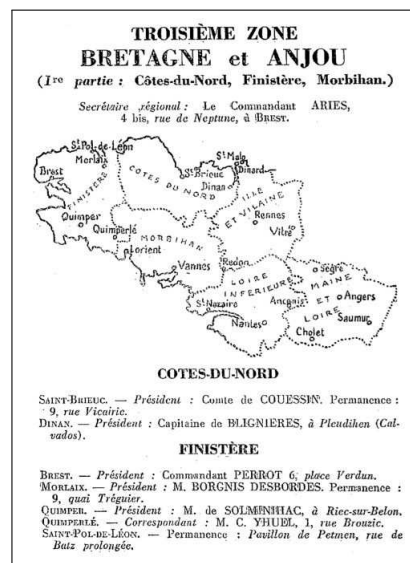 TROISIÈME ZONE
BRETAGNE et ANJOU
(Ire partie : Côtes-du-Nord, Finistère, Morbihan.)
Secrétaire régional : Le Commandant ARIES,
4 bis, rue de Neptune, à BREST.
St Pol-de-Léon
Morlaix
Brest
FINISTÈRE
COTES DU NORD
St Brieuc
St Malo
Dinard
Dinan
ILLE
ET VILAINE
Rennes
Vitré
Quimper
Quimperlé
MORBIHAN
Lorient
Vannes
Redon
LOIRE
INFÉRIEURE
St Nazaire
Nantes
Ancenis
Segré
MAINE
ET
LOIRE
Angers
Saumur
Cholet
COTES-DU-NORD
SAINT-BRIEUC. — Président : Comte de COUESSIN. Permanence :
9, rue Vicairie.
DINAN. — Président : Capitaine de BLIGNIERES, à Pleudihen (Cal-
vados).
FINISTÈRE
BREST. — Président : Commandant PERROT 6, place Verdun.
MORLAIX. — Président : M. BORGNIS DESBORDES. Permanence :
9, quai Tréguier.
QUIMPER. — Président : M. de SOLMINIHAC, à Riec-sur-Belon.
QUIMPERLÉ. — Correspondant : M. C. YHUEL, 1, rue Brouzic.
SAINT-POL-DE-LÉON. — Permanence : Pavillon de Petmen, rue de
Batz prolongée.